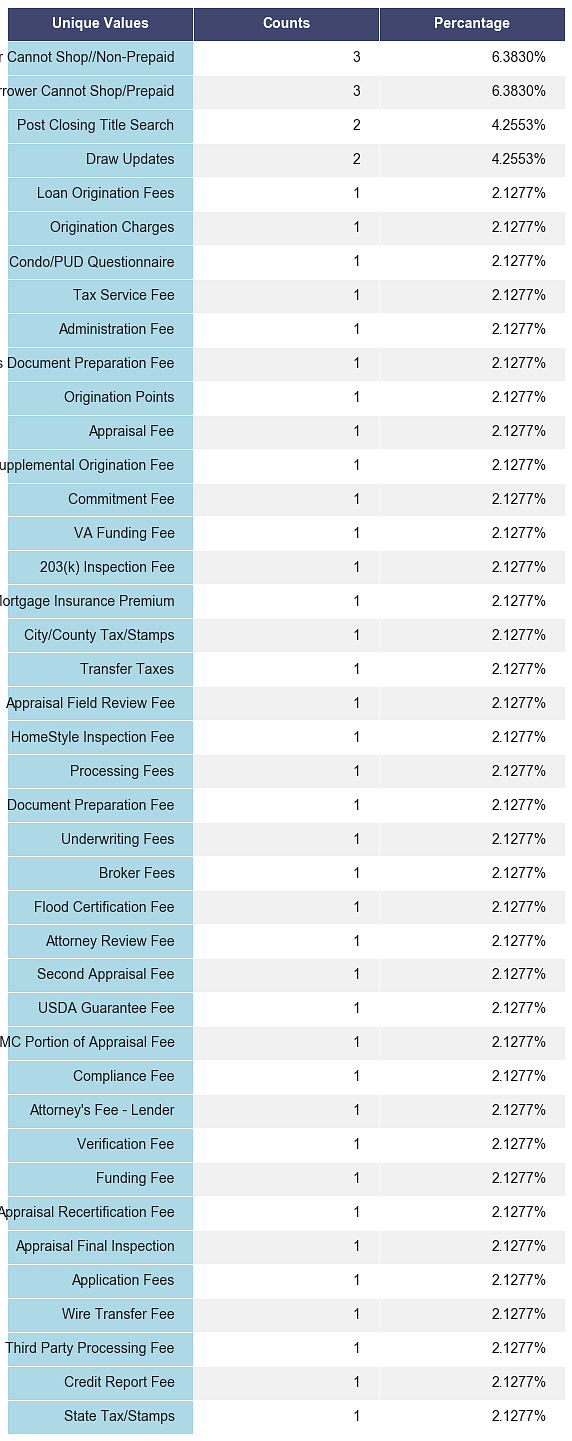 Unique Values Counts Percantage
Cannot Shop//Non-Prepaid 3 6.3830%
Cannot Shop/Prepaid 3 6.3830%
Post Closing Title Search 2 4.2553%
Draw Updates 2 4.2553%
Loan Origination Fees 1 2.1277%
Origination Charges 1 2.1277%
Condo/PUD Questionnaire 1 2.1277%
Tax Service Fee 1 2.1277%
Administration Fee 1 2.1277%
Document Preparation Fee 1 2.1277%
Origination Points 1 2.1277%
Appraisal Fee 1 2.1277%
Origination Fee 1 2.1277%
Commitment Fee 1 2.1277%
VA Funding Fee 1 2.1277%
203(k) Inspection Fee 1 2.1277%
Insurance Premium 1 2.1277%
City/County Tax/Stamps 1 2.1277%
Transfer Taxes 1 2.1277%
Appraisal Field Review Fee 1 2.1277%
HomeStyle Inspection Fee 1 2.1277%
Processing Fees 1 2.1277%
Document Preparation Fee 1 2.1277%
Underwriting Fees 1 2.1277%
Broker Fees 1 2.1277%
Flood Certification Fee 1 2.1277%
Attorney Review Fee 1 2.1277%
Second Appraisal Fee 1 2.1277%
USDA Guarantee Fee 1 2.1277%
MC Portion of Appraisal Fee 1 2.1277%
Compliance Fee 1 2.1277%
Attorney's Fee - Lender 1 2.1277%
Verification Fee 1 2.1277%
Funding Fee 1 2.1277%
Appraisal Recertification Fee 1 2.1277%
Appraisal Final Inspection 1 2.1277%
Application Fees 1 2.1277%
Wire Transfer Fee 1 2.1277%
Third Party Processing Fee 1 2.1277%
Credit Report Fee 1 2.1277%
State Tax/Stamps 1 2.1277%